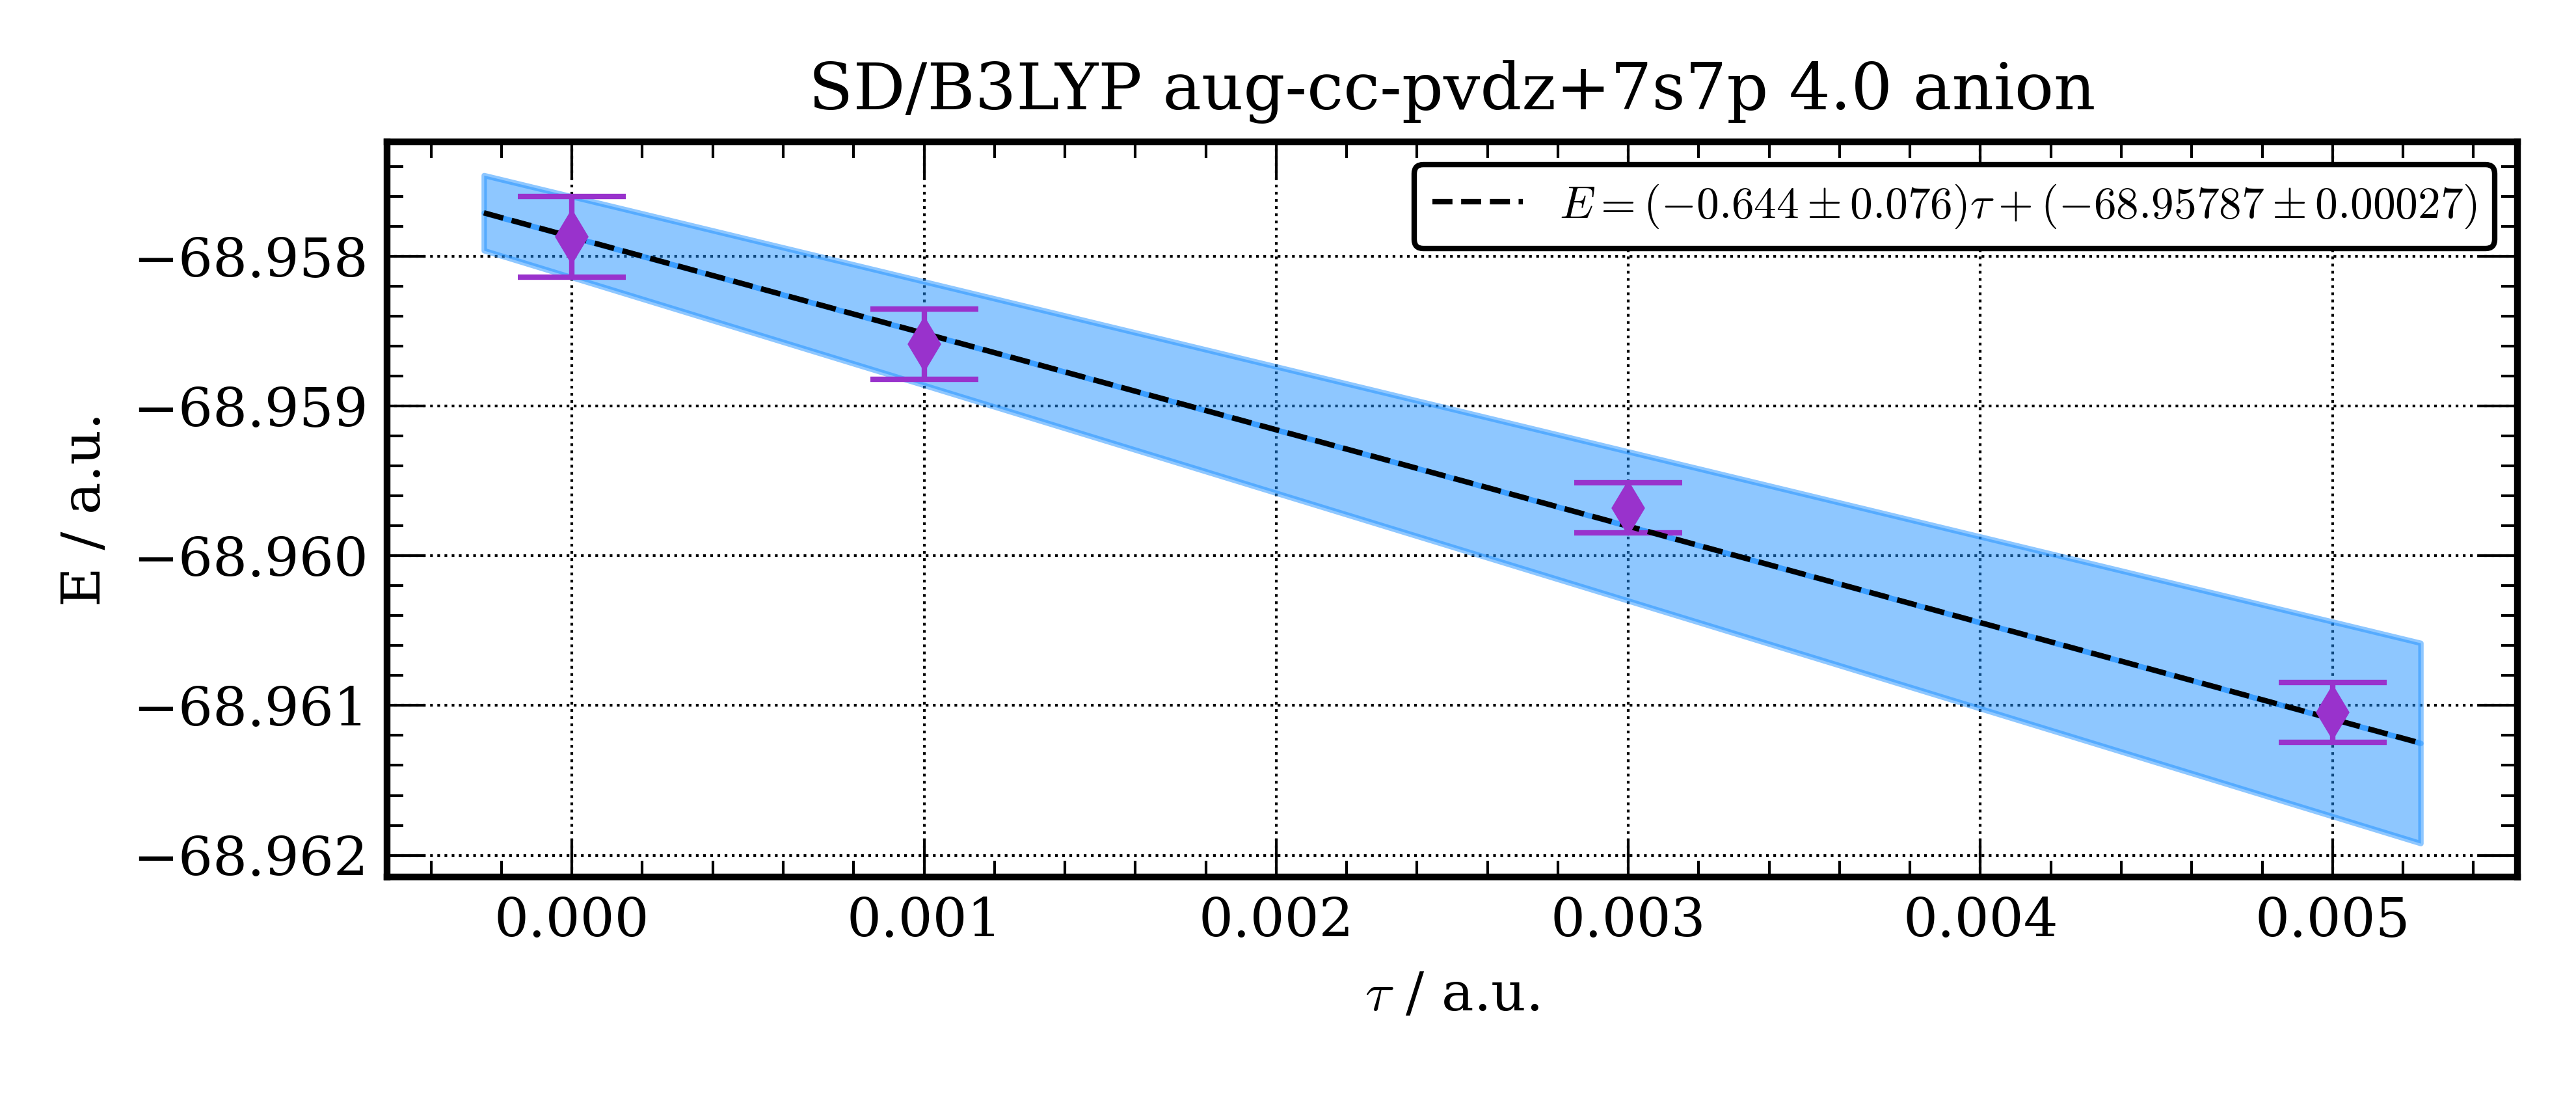 SD/B3LYP aug-cc-pvdz+7s7p 4.0 anion
E = (−0.644 ± 0.076)τ + (−68.95787 ± 0.00027)
E / a.u.
−68.958
−68.959
−68.960
−68.961
−68.962
0.000 0.001 0.002 0.003 0.004 0.005
τ / a.u.